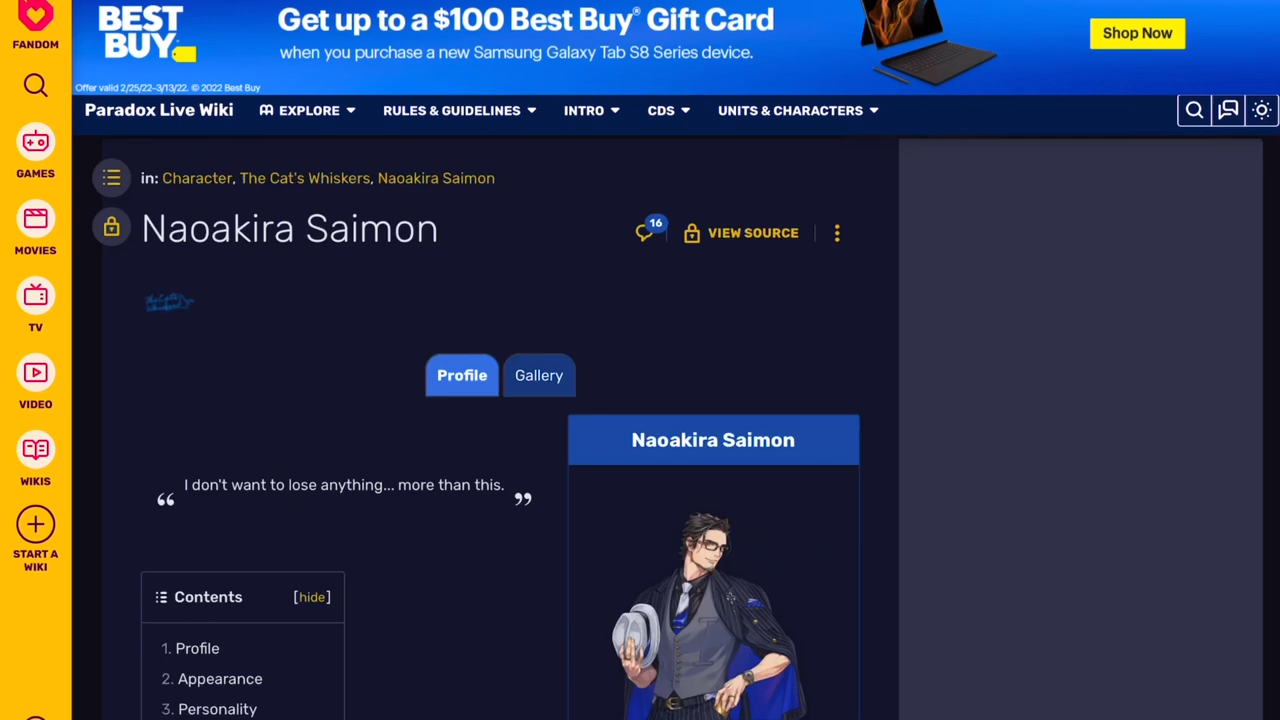 BEST
BUY
Get up to a $100 Best Buy® Gift Card
when you purchase a new Samsung Galaxy Tab S8 Series device.
Shop Now
Offer valid 2/25/22–3/13/22. © 2022 Best Buy
FANDOM
GAMES
MOVIES
TV
VIDEO
WIKIS
START A
WIKI
Paradox Live Wiki
EXPLORE
RULES & GUIDELINES
INTRO
CDS
UNITS & CHARACTERS
in: Character, The Cat's Whiskers, Naoakira Saimon
Naoakira Saimon
16
VIEW SOURCE
Profile
Gallery
Naoakira Saimon
“ I don't want to lose anything... more than this. ”
Contents [hide]
1. Profile
2. Appearance
3. Personality